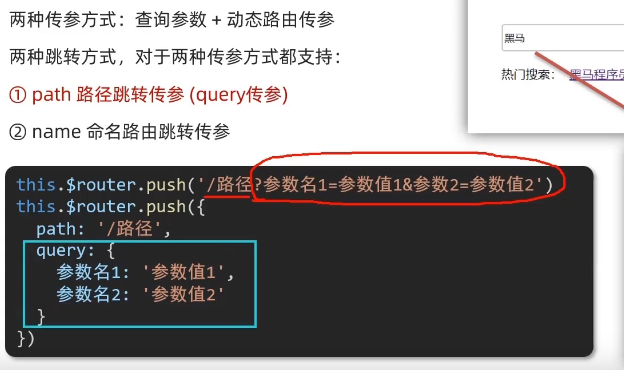 两种传参方式：查询参数 + 动态路由传参
两种跳转方式，对于两种传参方式都支持：
① path 路径跳转传参 (query传参)
② name 命名路由跳转传参
黑马
热门搜索： 黑马程序员
this.$router.push('/路径?参数名1=参数值1&参数2=参数值2')
this.$router.push({
  path: '/路径',
  query: {
    参数名1: '参数值1',
    参数名2: '参数值2'
  }
})